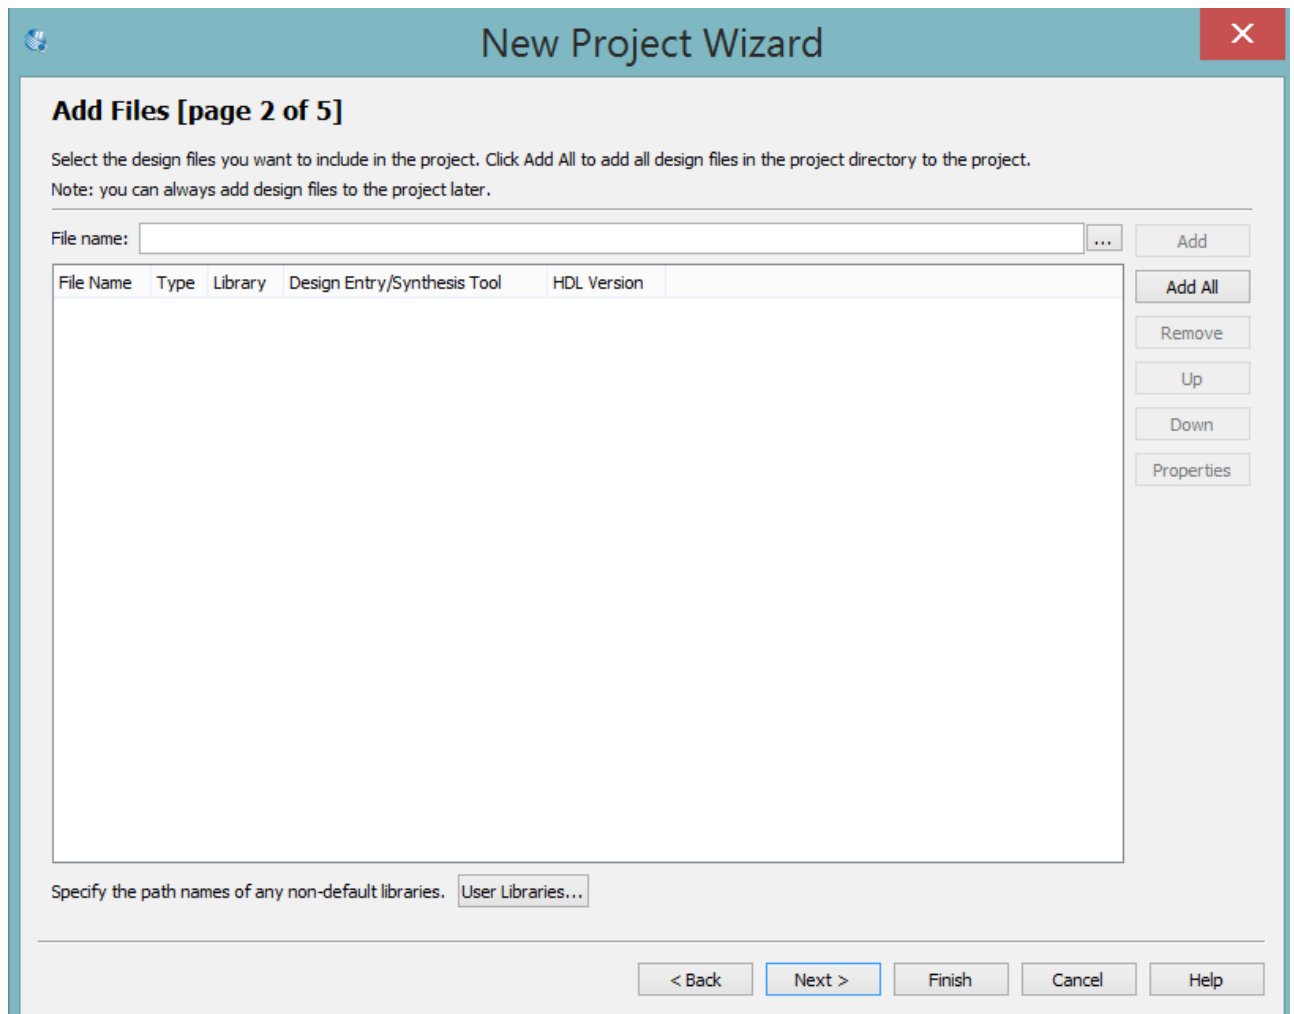 New Project Wizard
Add Files [page 2 of 5]
Select the design files you want to include in the project. Click Add All to add all design files in the project directory to the project.
Note: you can always add design files to the project later.
File name: ... Add
File Name Type Library Design Entry/Synthesis Tool HDL Version Add All
Remove
Up
Down
Properties
Specify the path names of any non-default libraries. User Libraries...
< Back Next > Finish Cancel Help